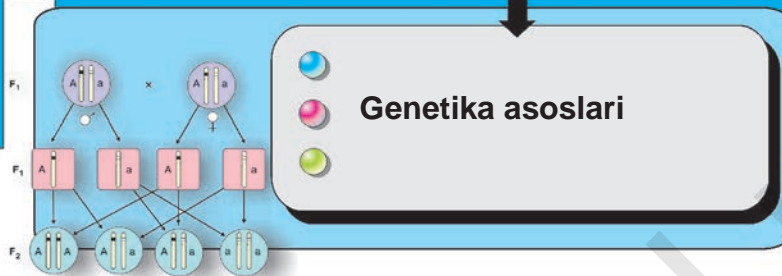 F₁ A a × A a
♂ ♀
Genetika asoslari
F₁ A a A a
F₂ A A A a A a a a